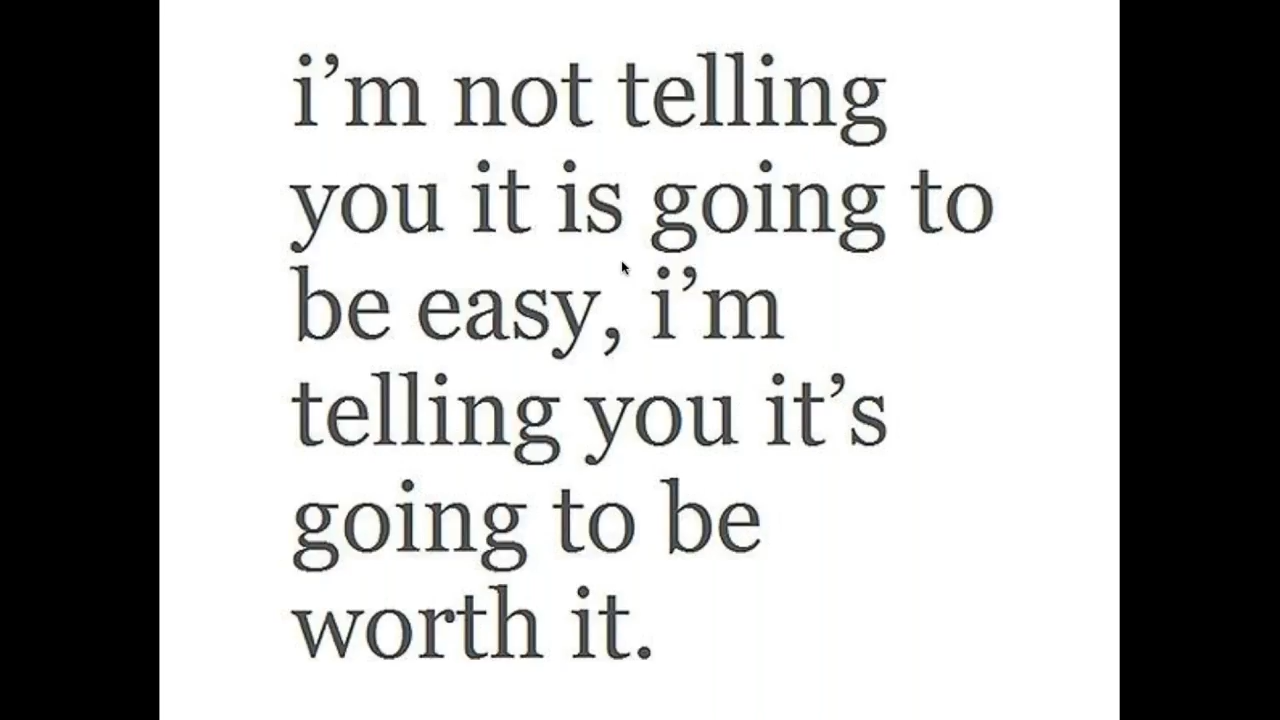 i’m not telling
you it is going to
be easy, i’m
telling you it’s
going to be
worth it.